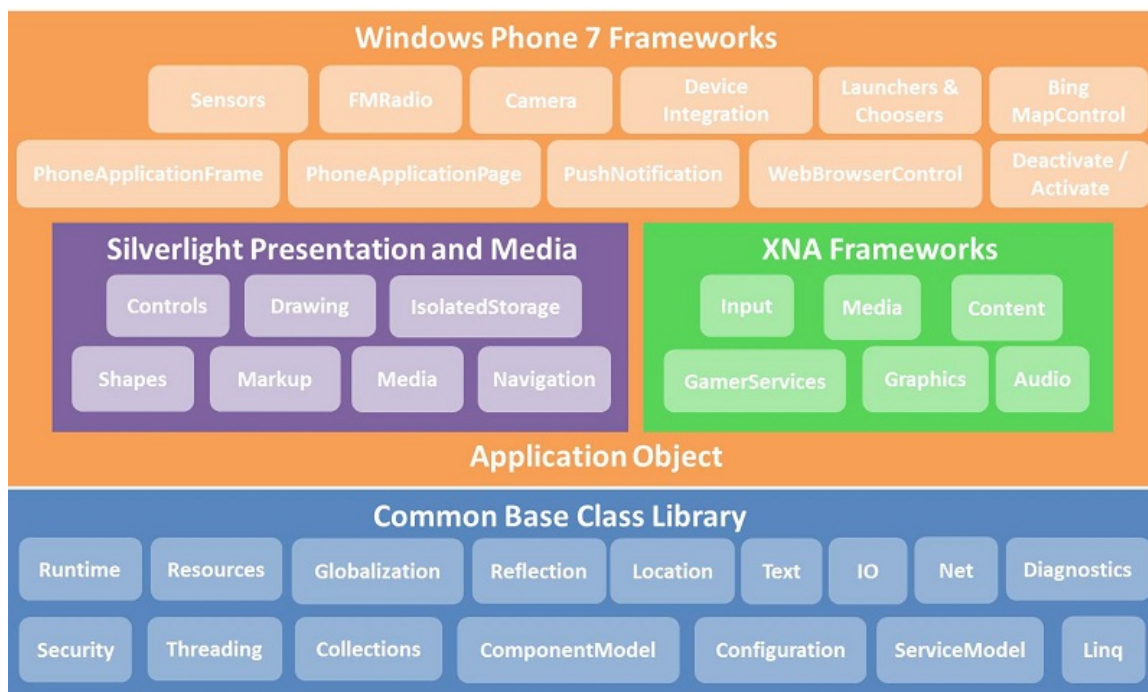 Windows Phone 7 Frameworks
Sensors
FMRadio
Camera
Device
Integration
Launchers &
Choosers
Bing
MapControl
PhoneApplicationFrame
PhoneApplicationPage
PushNotification
WebBrowserControl
Deactivate /
Activate
Silverlight Presentation and Media
Controls
Drawing
IsolatedStorage
Shapes
Markup
Media
Navigation
XNA Frameworks
Input
Media
Content
GamerServices
Graphics
Audio
Application Object
Common Base Class Library
Runtime
Resources
Globalization
Reflection
Location
Text
IO
Net
Diagnostics
Security
Threading
Collections
ComponentModel
Configuration
ServiceModel
Linq